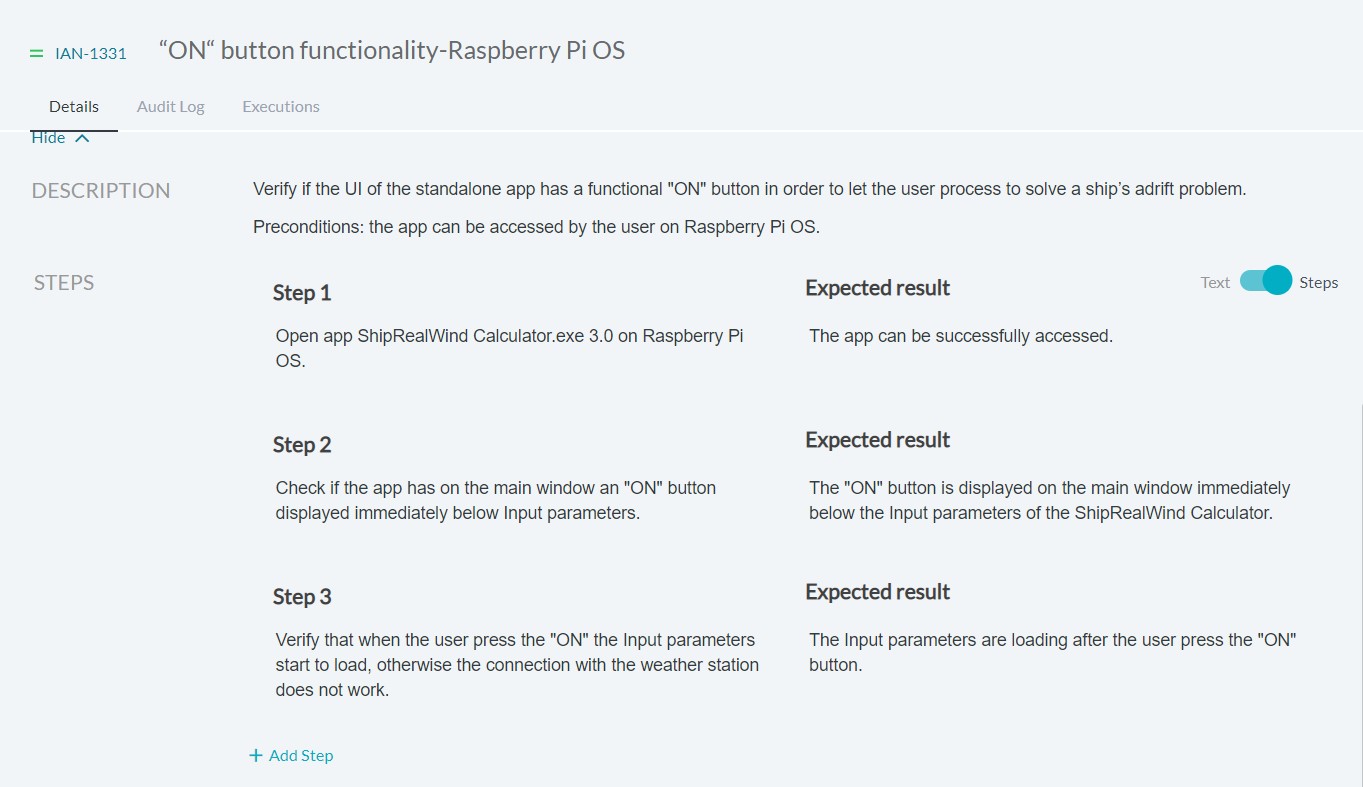 IAN-1331 “ON“ button functionality-Raspberry Pi OS
Details Audit Log Executions
Hide
DESCRIPTION
Verify if the UI of the standalone app has a functional "ON" button in order to let the user process to solve a ship’s adrift problem.
Preconditions: the app can be accessed by the user on Raspberry Pi OS.
STEPS
Text Steps
Step 1
Open app ShipRealWind Calculator.exe 3.0 on Raspberry Pi
OS.
Expected result
The app can be successfully accessed.
Step 2
Check if the app has on the main window an "ON" button
displayed immediately below Input parameters.
Expected result
The "ON" button is displayed on the main window immediately
below the Input parameters of the ShipRealWind Calculator.
Step 3
Verify that when the user press the "ON" the Input parameters
start to load, otherwise the connection with the weather station
does not work.
Expected result
The Input parameters are loading after the user press the "ON"
button.
+ Add Step